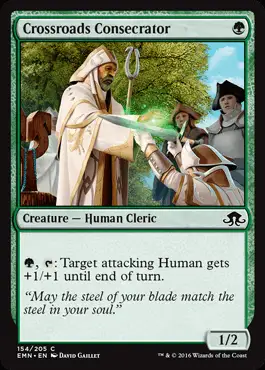 Crossroads Consecrator
Creature — Human Cleric
, : Target attacking Human gets
+1/+1 until end of turn.
"May the steel of your blade match the
steel in your soul."
154/205 C
EMN • EN DAVID GAILLET
1/2
™ & © 2016 Wizards of the Coast